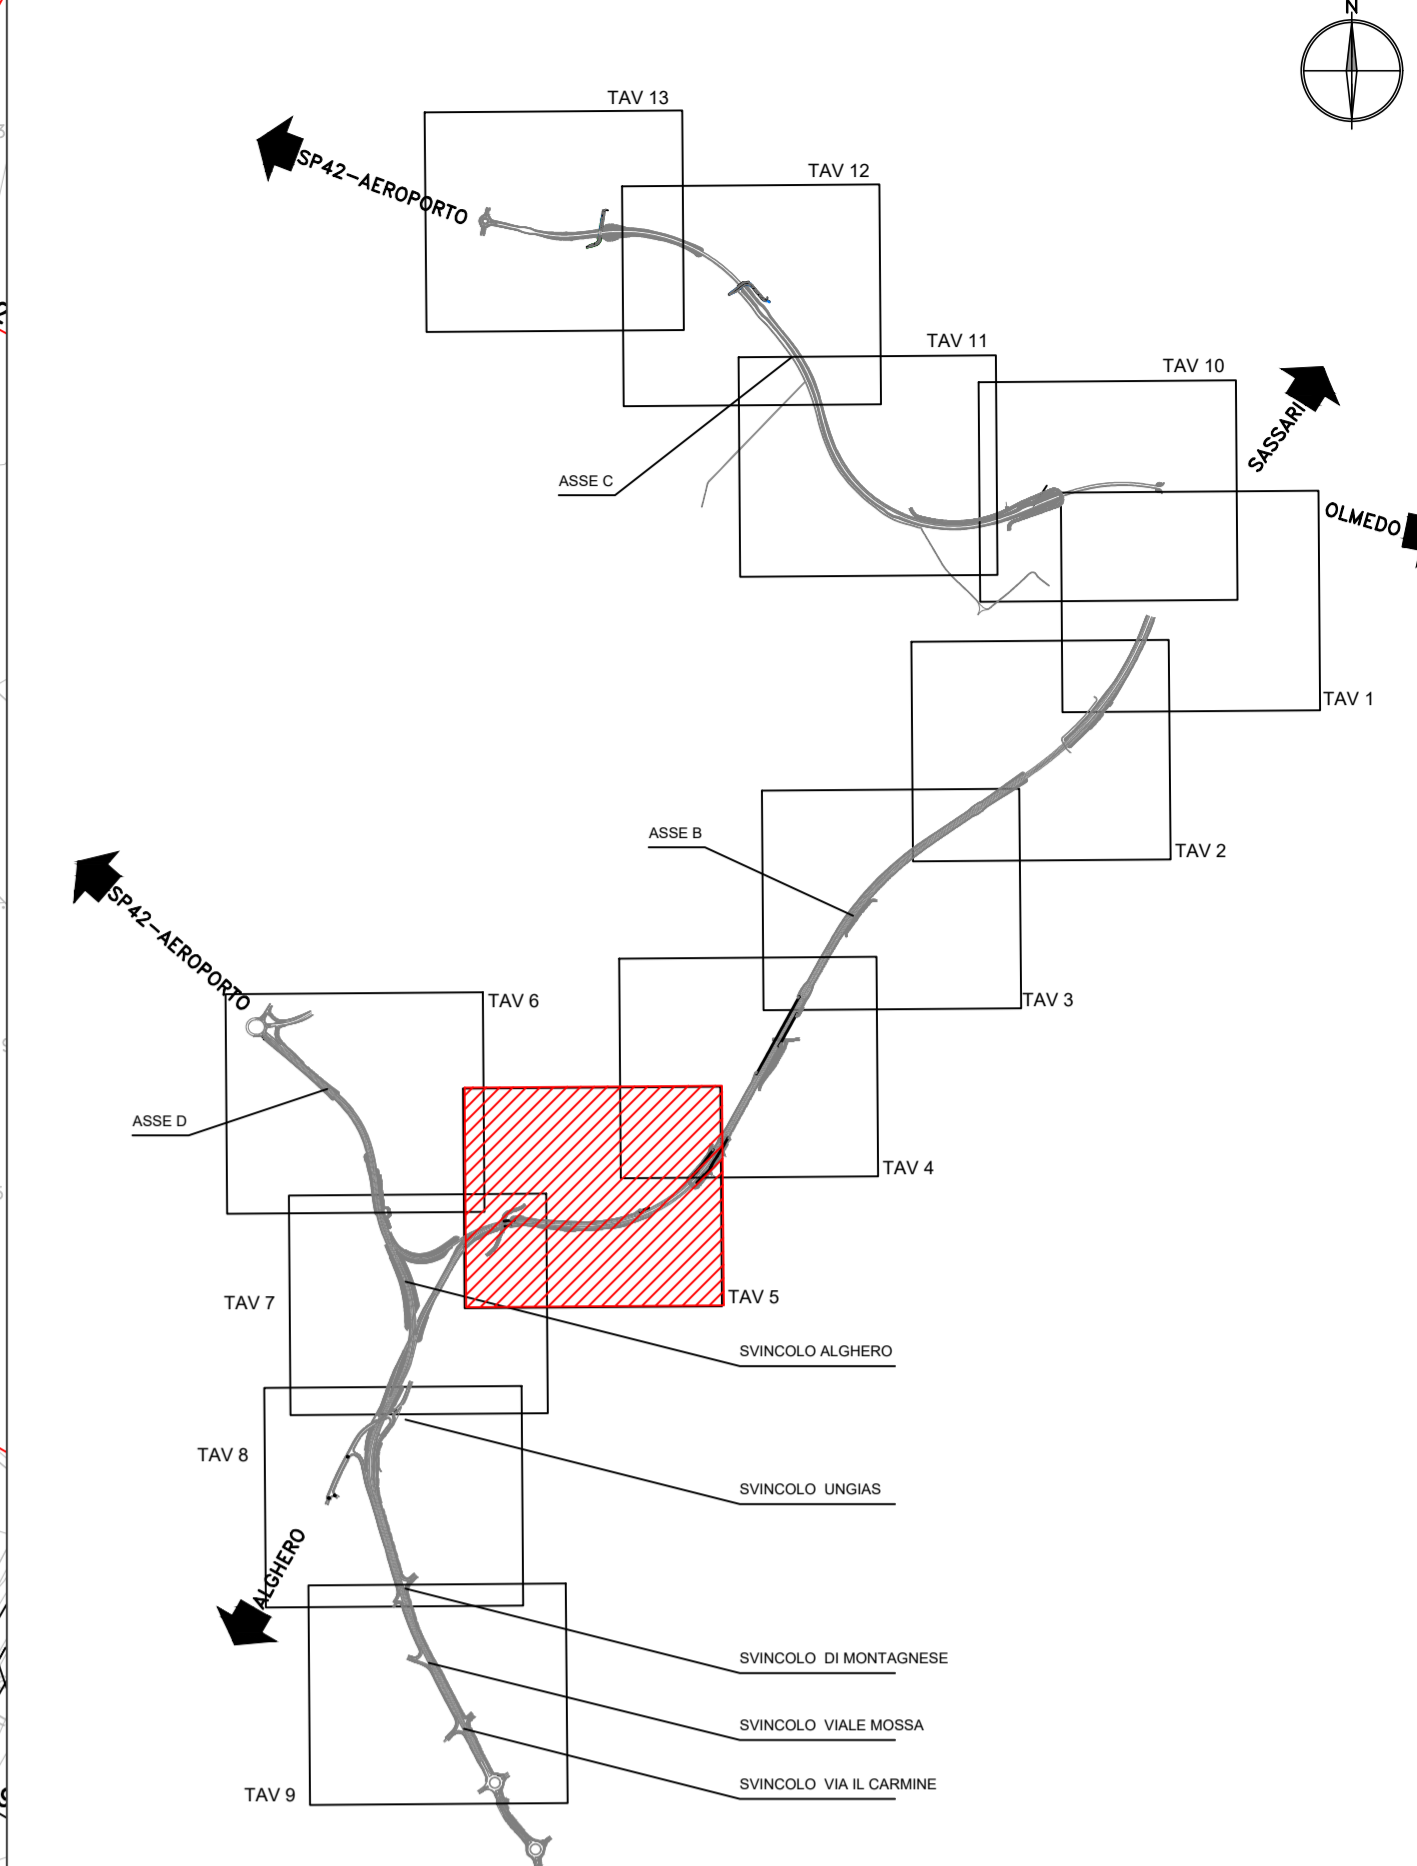 N
TAV 13
SP42-AEROPORTO
TAV 12
TAV 11
TAV 10
SASSARI
ASSE C
OLMEDO
TAV 1
ASSE B
TAV 2
SP42-AEROPORTO
TAV 6
TAV 3
ASSE D
TAV 4
TAV 7
TAV 5
SVINCOLO ALGHERO
TAV 8
SVINCOLO UNGIAS
ALGHERO
SVINCOLO DI MONTAGNESE
SVINCOLO VIALE MOSSA
SVINCOLO VIA IL CARMINE
TAV 9